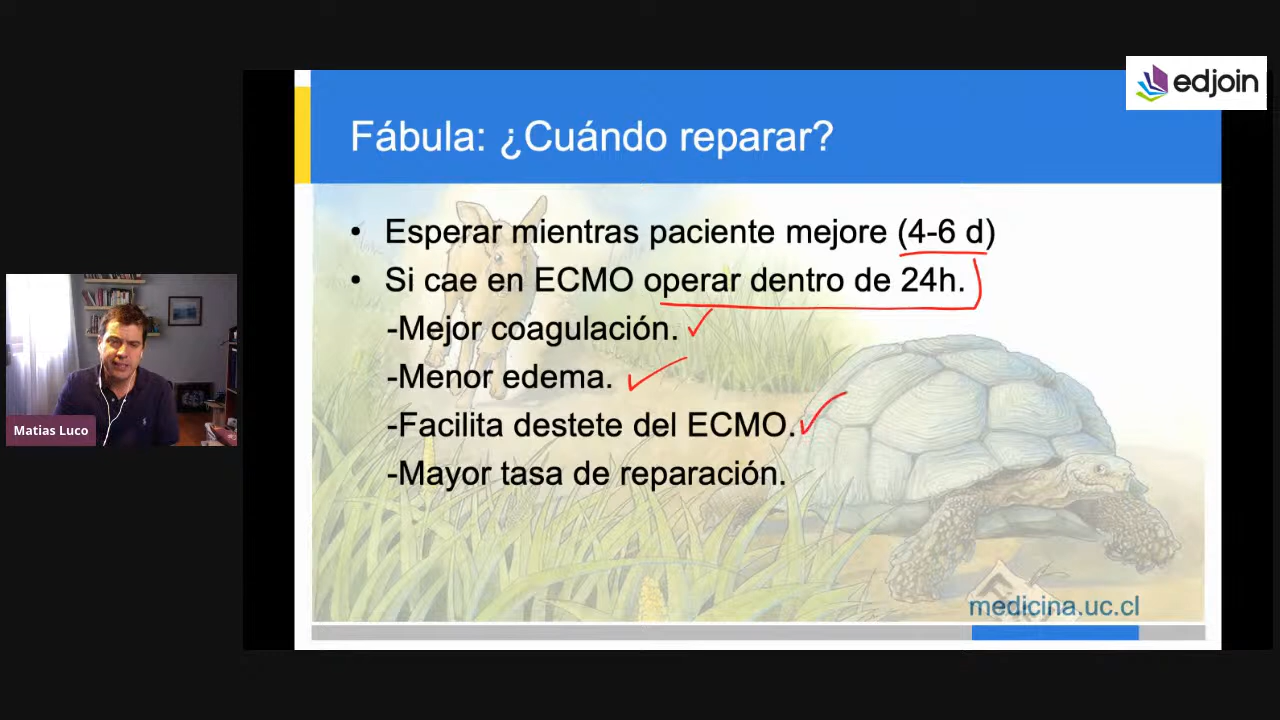 edjoin
Fábula: ¿Cuándo reparar?
• Esperar mientras paciente mejore (4-6 d)
• Si cae en ECMO operar dentro de 24h.
-Mejor coagulación.
-Menor edema.
-Facilita destete del ECMO.
-Mayor tasa de reparación.
Matias Luco
medicina.uc.cl